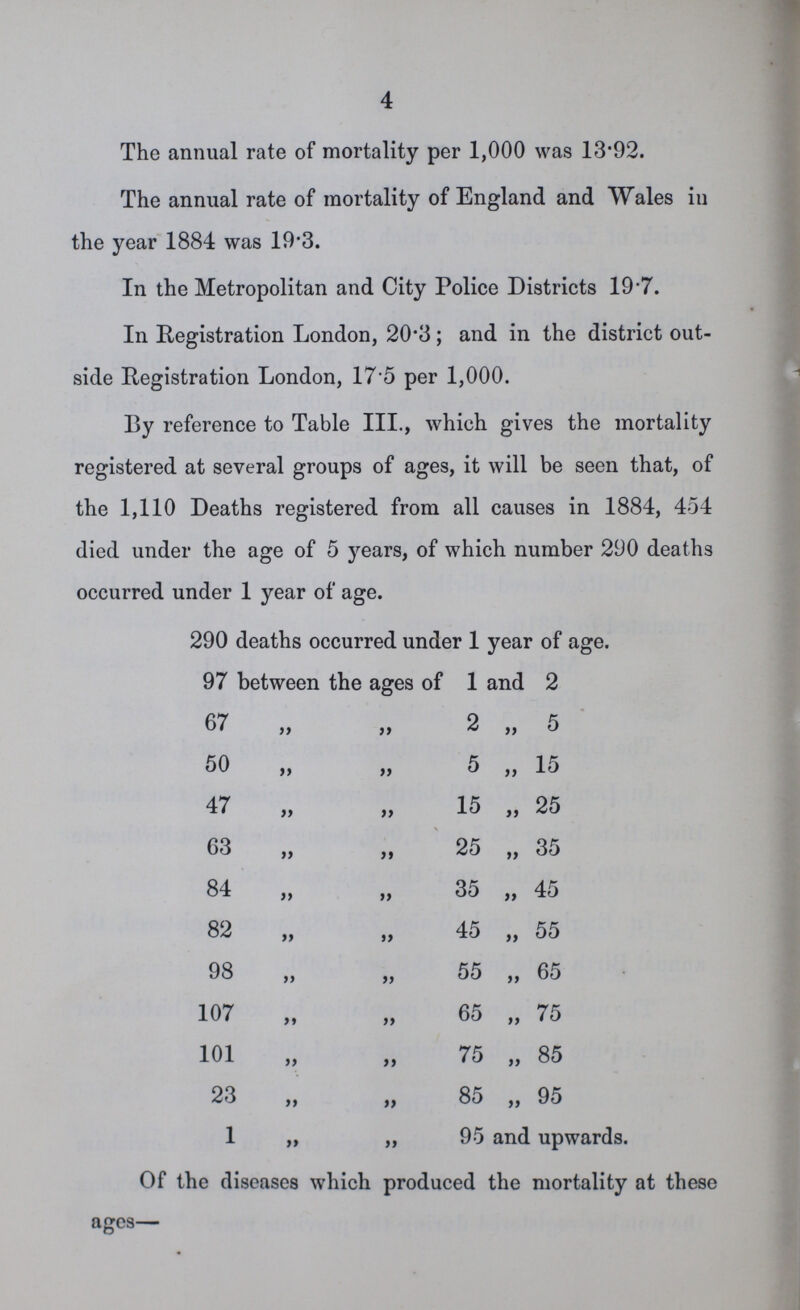 4
The annual rate of mortality per 1,000 was 13·92.
The annual rate of mortality of England and Wales in
the year 1884 was 19·3.
In the Metropolitan and City Police Districts 19·7.
In Registration London, 20·3; and in the district out-
side Registration London, 17·5 per 1,000.
By reference to Table III., which gives the mortality
registered at several groups of ages, it will be seen that, of
the 1,110 Deaths registered from all causes in 1884, 454
died under the age of 5 years, of which number 290 deaths
occurred under 1 year of age.
290 deaths occurred under 1 year of age.
97 between the ages of 1 and 2
67 „ „ 2 „ 5
50 „ „ 5 „ 15
47 „ „ 15 „ 25
63 „ „ 25 „ 35
84 „ „ 35 „ 45
82 „ „ 45 „ 55
98 „ „ 55 „ 65
107 „ „ 65 „ 75
101 „ „ 75 „ 85
23 „ „ 85 „ 95
1 „ „ 95 and upwards.
Of the diseases which produced the mortality at these
ages—